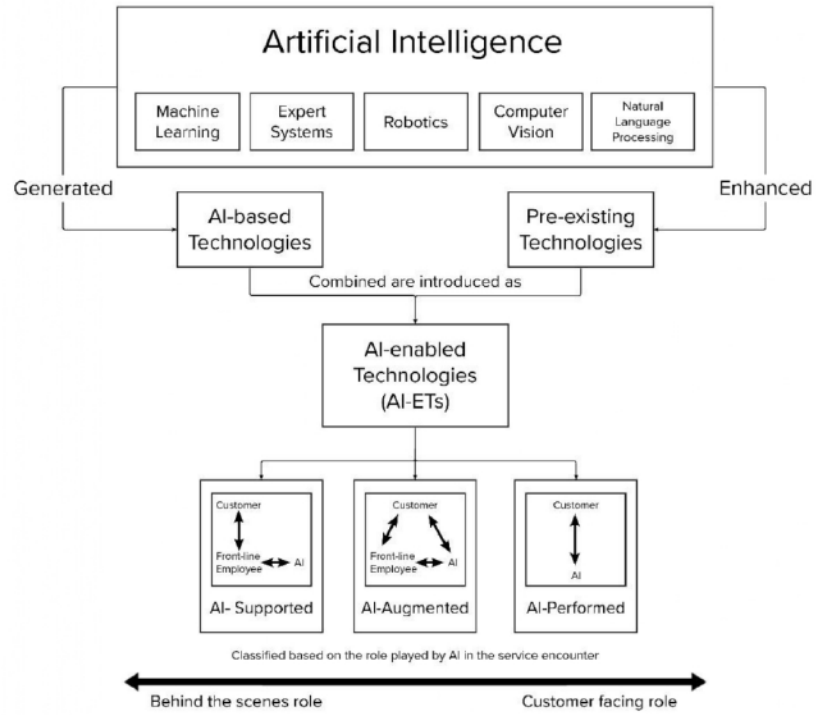 Artificial Intelligence
Machine
Learning
Expert
Systems
Robotics
Computer
Vision
Natural
Language
Processing
Generated
Enhanced
AI-based
Technologies
Pre-existing
Technologies
Combined are introduced as
AI-enabled
Technologies
(AI-ETs)
Customer
Front-line
Employee
AI
AI- Supported
Customer
Front-line
Employee
AI
AI-Augmented
Customer
AI
AI-Performed
Classified based on the role played by AI in the service encounter
Behind the scenes role
Customer facing role